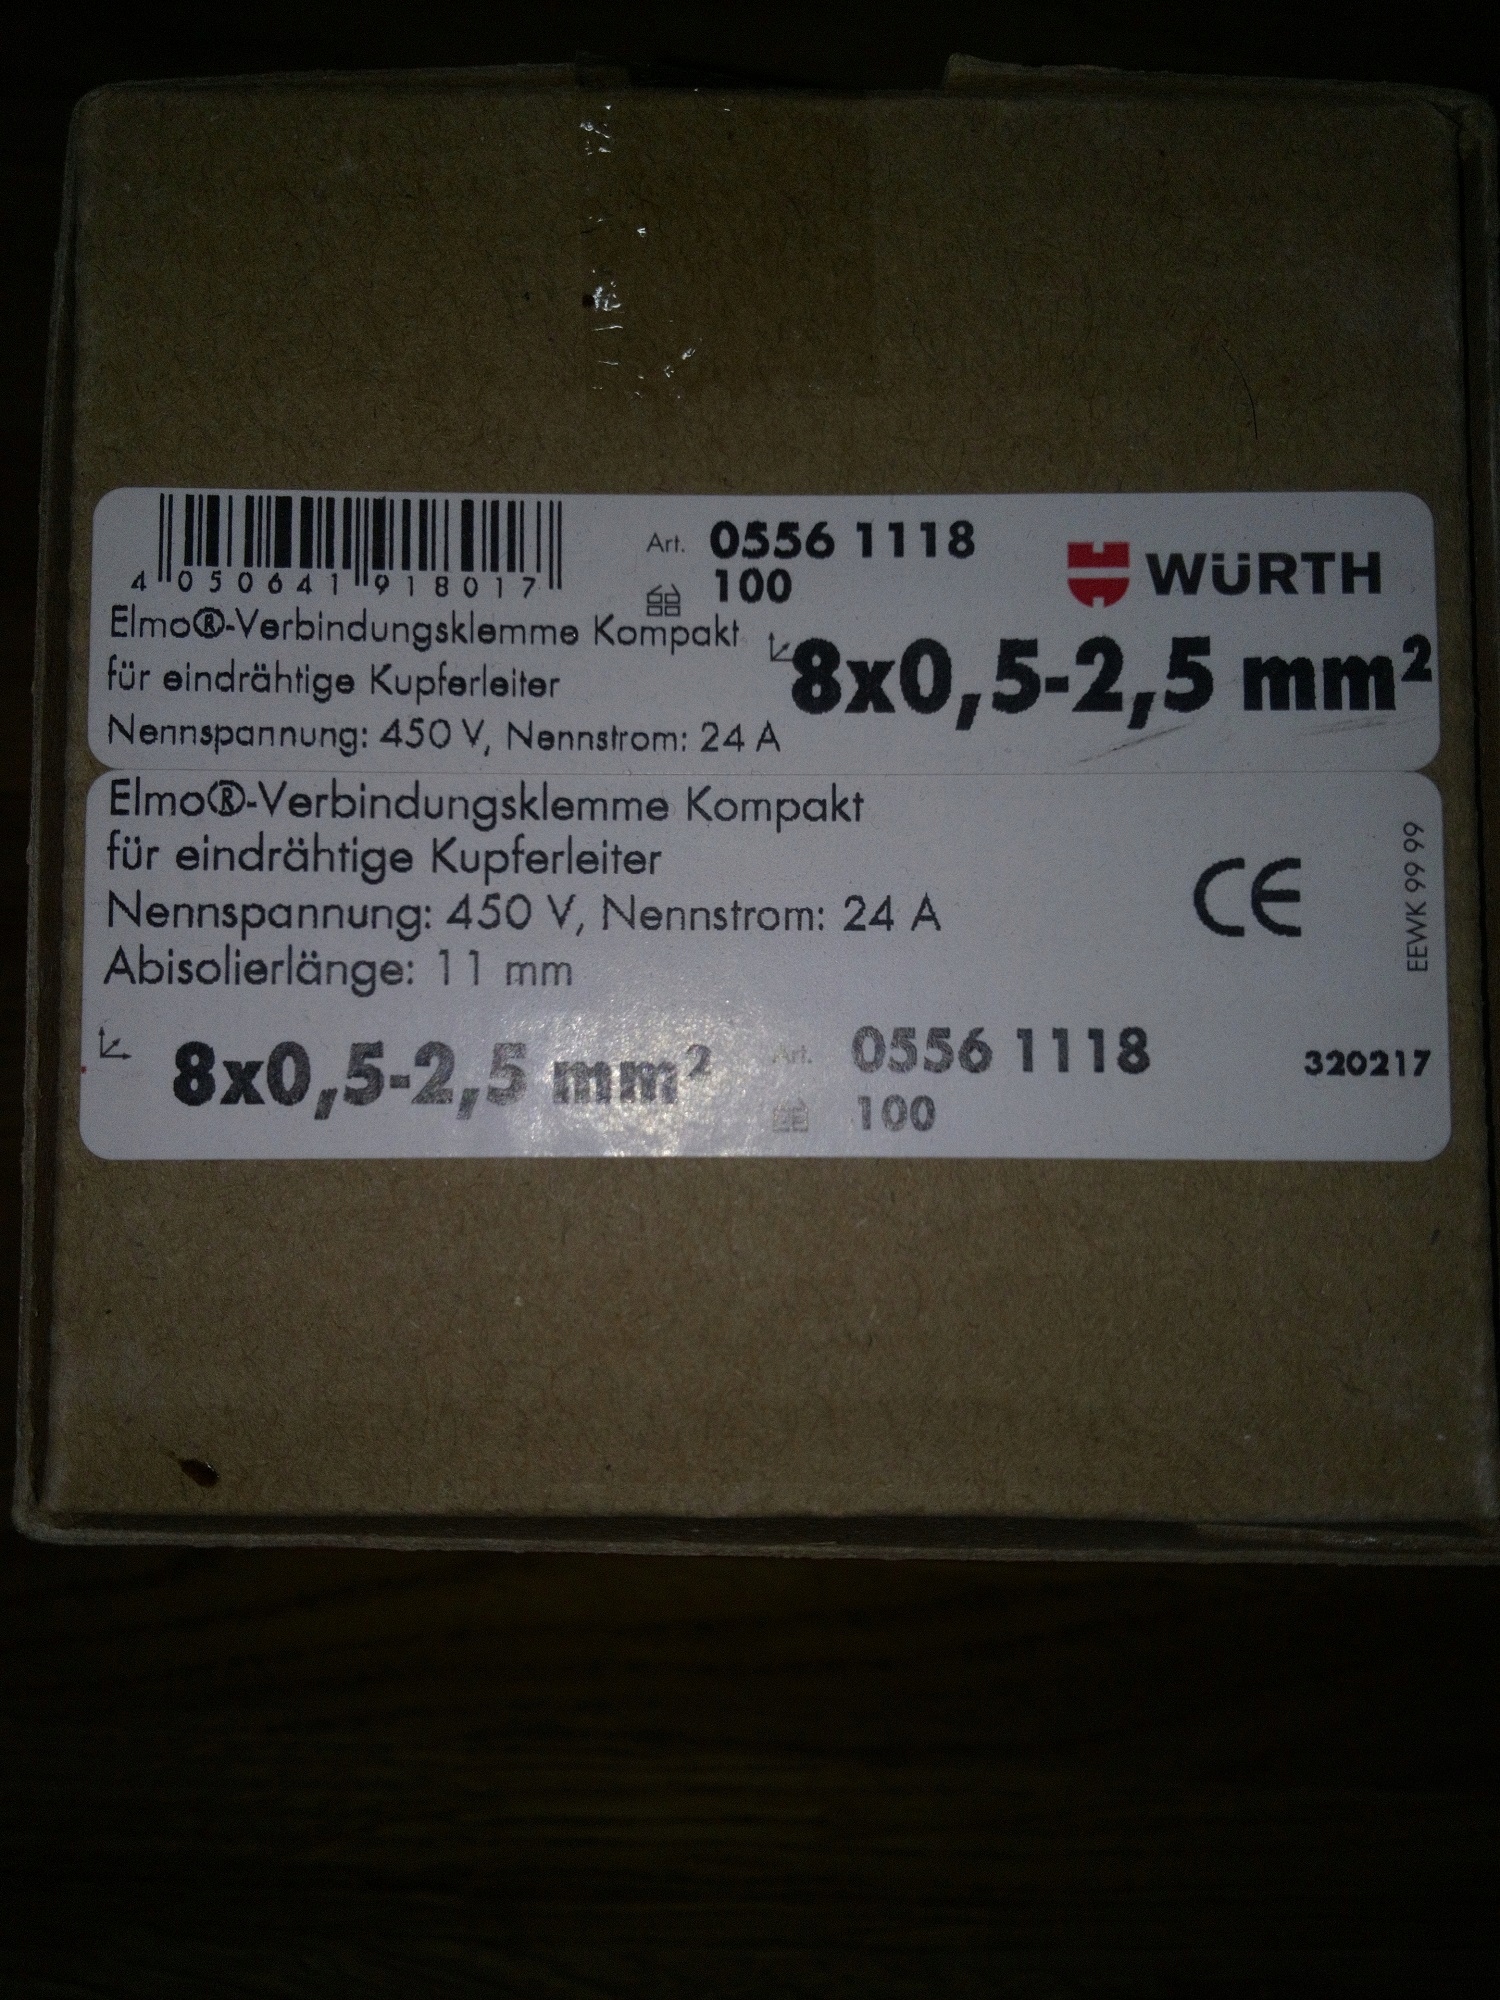 Art. 0556 1118
100
WÜRTH
4 050641 918017
Elmo®-Verbindungsklemme Kompakt
für eindrähtige Kupferleiter
8x0,5-2,5 mm²
Nennspannung: 450 V, Nennstrom: 24 A
Elmo®-Verbindungsklemme Kompakt
für eindrähtige Kupferleiter
Nennspannung: 450 V, Nennstrom: 24 A
Abisolierlänge: 11 mm
CE
EEWK 99 99
8x0,5-2,5 mm²
Art. 0556 1118
100
320217